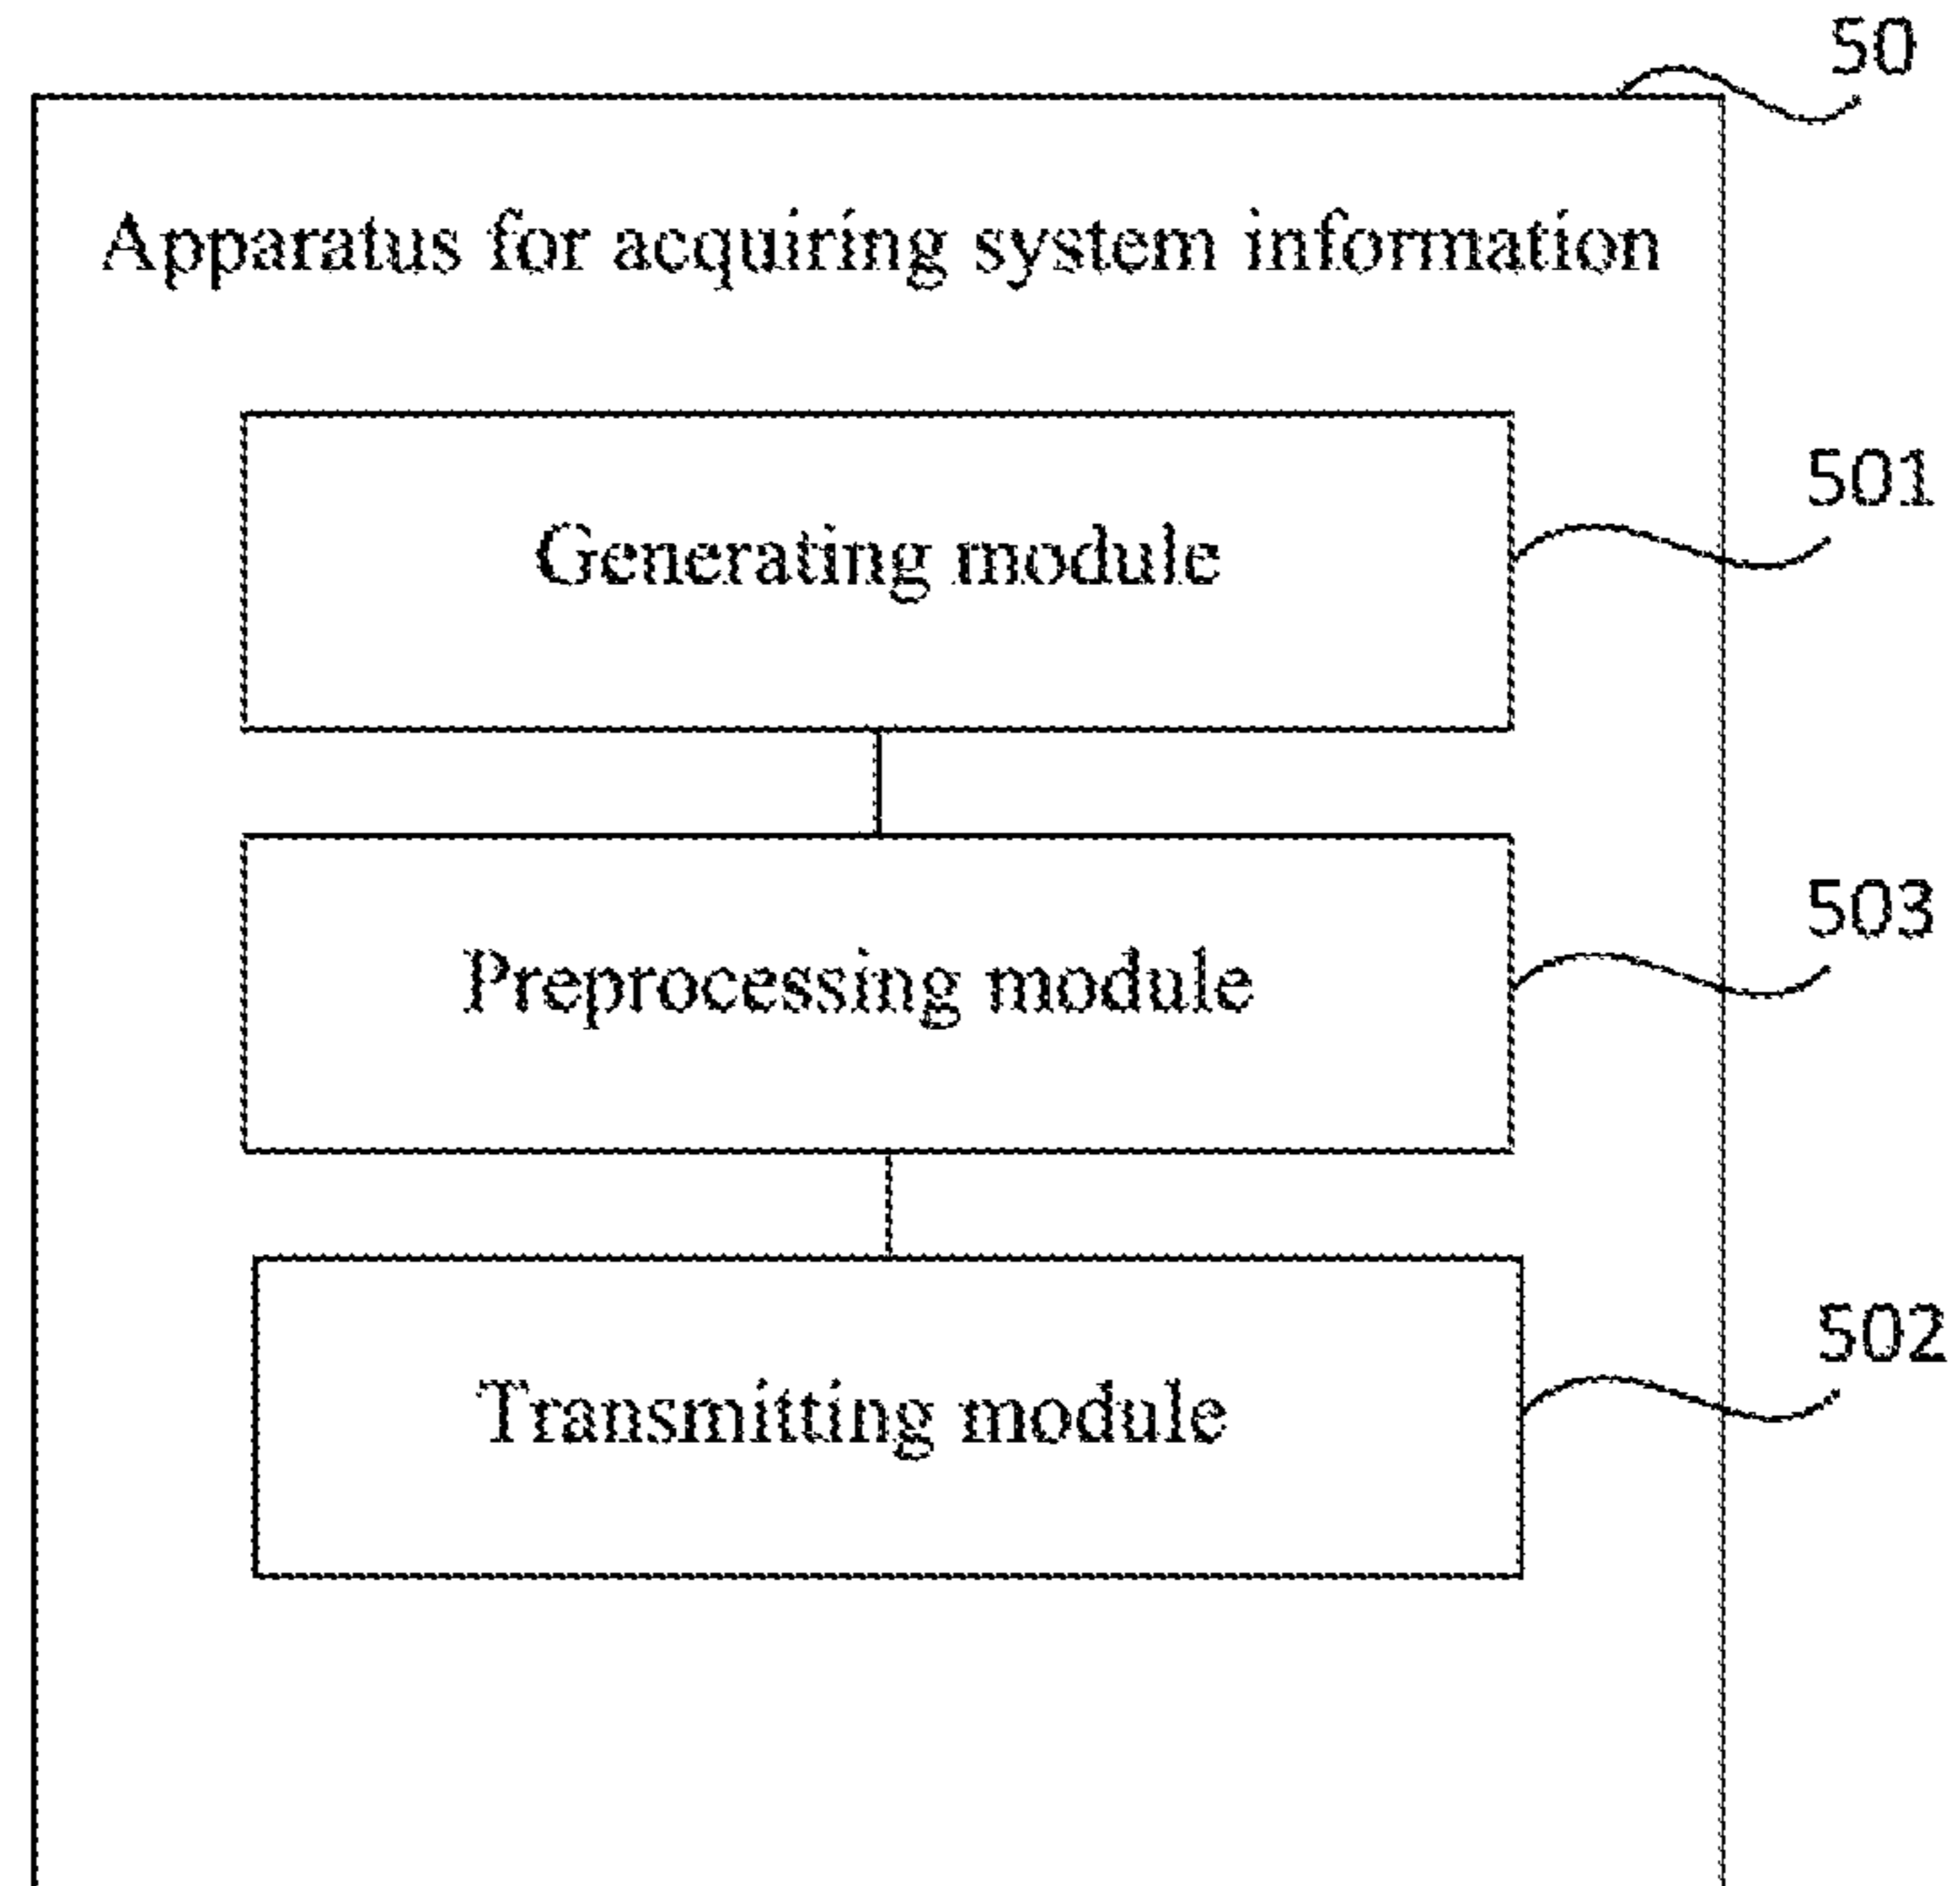 50
Apparatus for acquiring system information
501
Generating module
503
Preprocessing module
502
Transmitting module